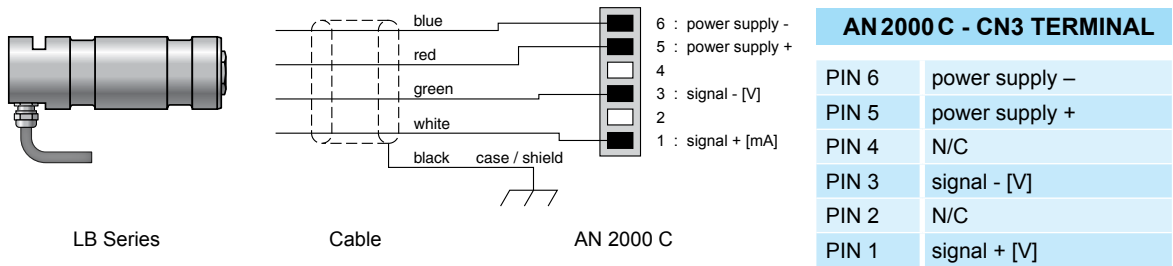 blue
red
green
white
black case / shield
6 : power supply -
5 : power supply +
4
3 : signal - [V]
2
1 : signal + [mA]
LB Series
Cable
AN 2000 C
AN 2000 C - CN3 TERMINAL
PIN 6 power supply –
PIN 5 power supply +
PIN 4 N/C
PIN 3 signal - [V]
PIN 2 N/C
PIN 1 signal + [V]